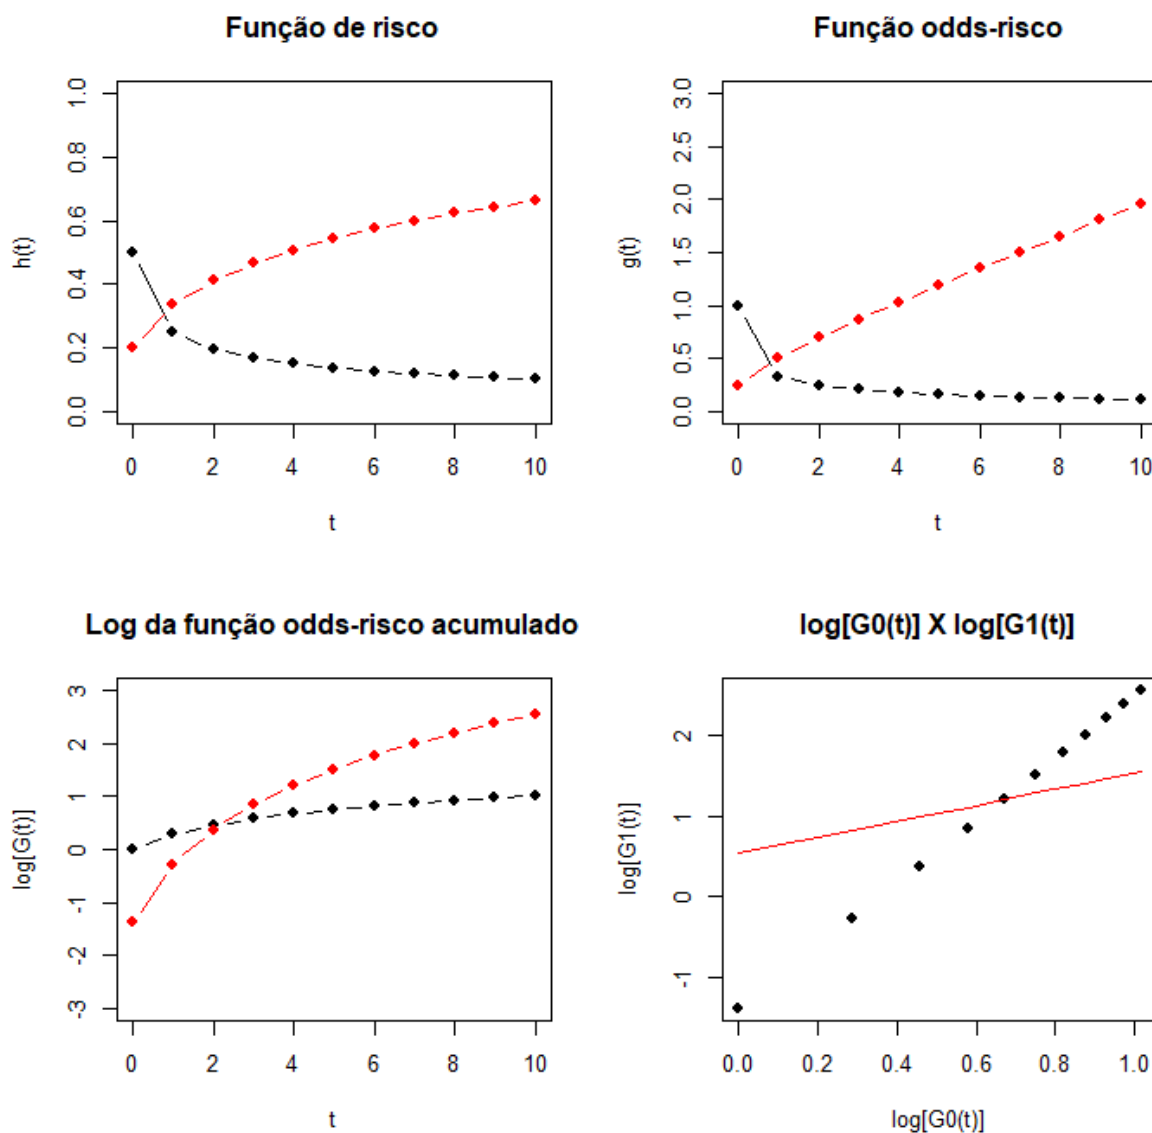 Função de risco
h(t)
1.0
0.8
0.6
0.4
0.2
0.0
0 2 4 6 8 10
t
Função odds-risco
g(t)
3.0
2.5
2.0
1.5
1.0
0.5
0.0
0 2 4 6 8 10
t
Log da função odds-risco acumulado
log[G(t)]
3
2
1
0
-1
-2
-3
0 2 4 6 8 10
t
log[G0(t)] X log[G1(t)]
log[G1(t)]
2
1
0
-1
0.0 0.2 0.4 0.6 0.8 1.0
log[G0(t)]